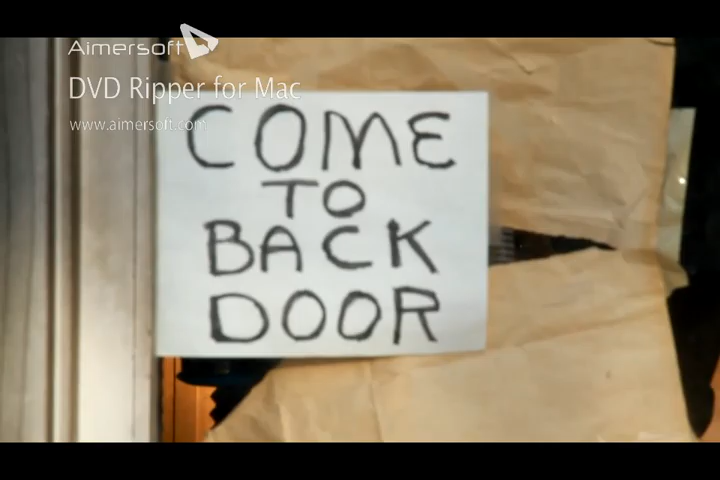 Aimersoft
DVD Ripper for Mac
www.aimersoft.com
COME
TO
BACK
DOOR